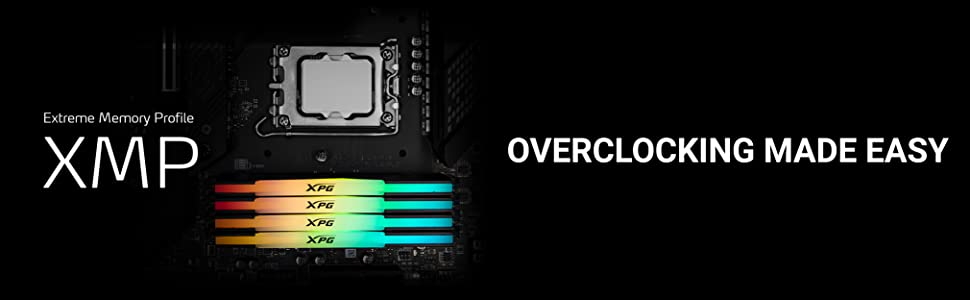 Extreme Memory Profile
XMP
OVERCLOCKING MADE EASY
XPG
XPG
XPG
XPG